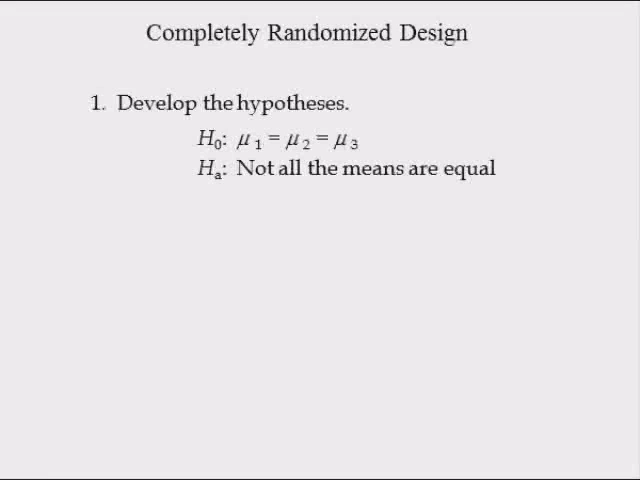 Completely Randomized Design
1. Develop the hypotheses.
H₀: μ₁ = μ₂ = μ₃
Hₐ: Not all the means are equal